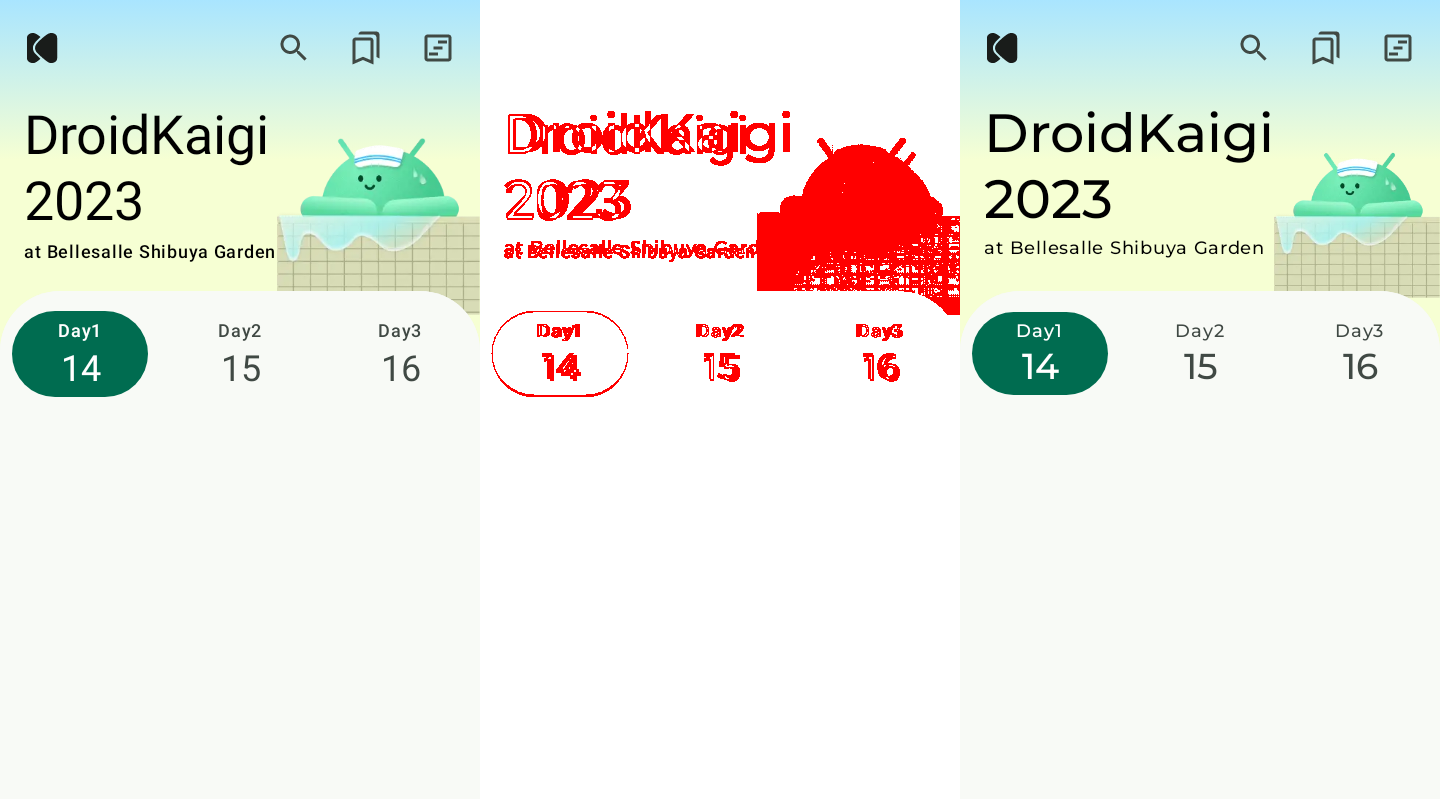 DroidKaigi
2023
at Bellesalle Shibuya Garden
Day1 Day2 Day3
14 15 16
DroidKaigi
2023
at Bellesalle Shibuya Garden
Day1 Day2 Day3
14 15 16
DroidKaigi
2023
at Bellesalle Shibuya Garden
Day1 Day2 Day3
14 15 16